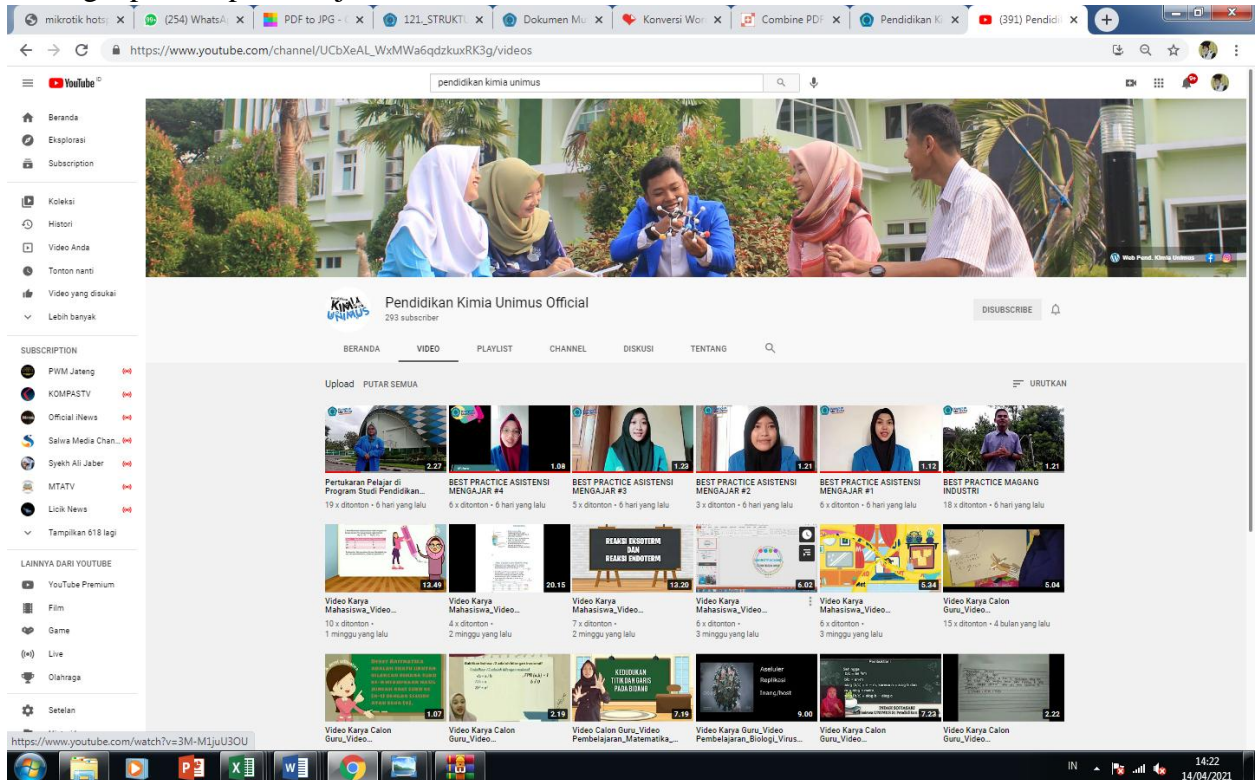 mikrotik hots
(254) WhatsA
PDF to JPG -
121._STRUKTU
Dokumen Mu
Konversi Wor
Combine PDF
Pendidikan Ki
(391) Pendidi
https://www.youtube.com/channel/UCbXeAL_WxMWa6qdzkuxRK3g/videos
YouTube ID
pendidikan kimia unimus
9+
Beranda
Eksplorasi
Subscription
Koleksi
Histori
Video Anda
Tonton nanti
Video yang disukai
Lebih banyak
SUBSCRIPTION
PWM Jateng
KOMPASTV
Official iNews
Salwa Media Chan...
Syekh Ali Jaber
MTATV
Licik News
Tampilkan 618 lagi
LAINNYA DARI YOUTUBE
YouTube Premium
Film
Game
Live
Olahraga
Setelan
https://www.youtube.com/watch?v=3M-M1juU3OU
Web Pend. Kimia Unimus
KIMIA
UNIMUS
Pendidikan Kimia Unimus Official
293 subscriber
DISUBSCRIBE
BERANDA VIDEO PLAYLIST CHANNEL DISKUSI TENTANG
Upload PUTAR SEMUA
URUTKAN
2.27
1.08
1.23
1.21
1.12
1.21
Pertukaran Pelajar di
Program Studi Pendidikan...
19 x ditonton • 6 hari yang lalu
BEST PRACTICE ASISTENSI
MENGAJAR #4
6 x ditonton • 6 hari yang lalu
BEST PRACTICE ASISTENSI
MENGAJAR #3
5 x ditonton • 6 hari yang lalu
BEST PRACTICE ASISTENSI
MENGAJAR #2
3 x ditonton • 6 hari yang lalu
BEST PRACTICE ASISTENSI
MENGAJAR #1
6 x ditonton • 6 hari yang lalu
BEST PRACTICE MAGANG
INDUSTRI
18 x ditonton • 6 hari yang lalu
13.49
20.15
REAKSI EKSOTERM
DAN
REAKSI ENDOTERM
13.20
6.02
5.34
5.04
Video Karya
Mahasiswa_Video...
10 x ditonton •
1 minggu yang lalu
Video Karya
Mahasiswa_Video...
4 x ditonton •
2 minggu yang lalu
Video Karya
Mahasiswa_Video...
7 x ditonton •
2 minggu yang lalu
Video Karya
Mahasiswa_Video...
6 x ditonton •
3 minggu yang lalu
Video Karya
Mahasiswa_Video...
6 x ditonton •
3 minggu yang lalu
Video Karya Calon
Guru_Video...
15 x ditonton • 4 bulan yang lalu
1.07
2.19
KEDUDUKAN
TITIK DAN GARIS
PADA BIDANG
7.19
Aseluler
Replikasi
Inang/host
9.00
7.23
2.22
Video Karya Calon
Guru_Video...
Video Karya Calon
Guru_Video...
Video Calon Guru_Video
Pembelajaran_Matematika_...
Video Karya Guru_Video
Pembelajaran_Biologi_Virus...
Video Karya Calon
Guru_Video...
Video Karya Calon
Guru_Video...
IN
14:22
14/04/2021